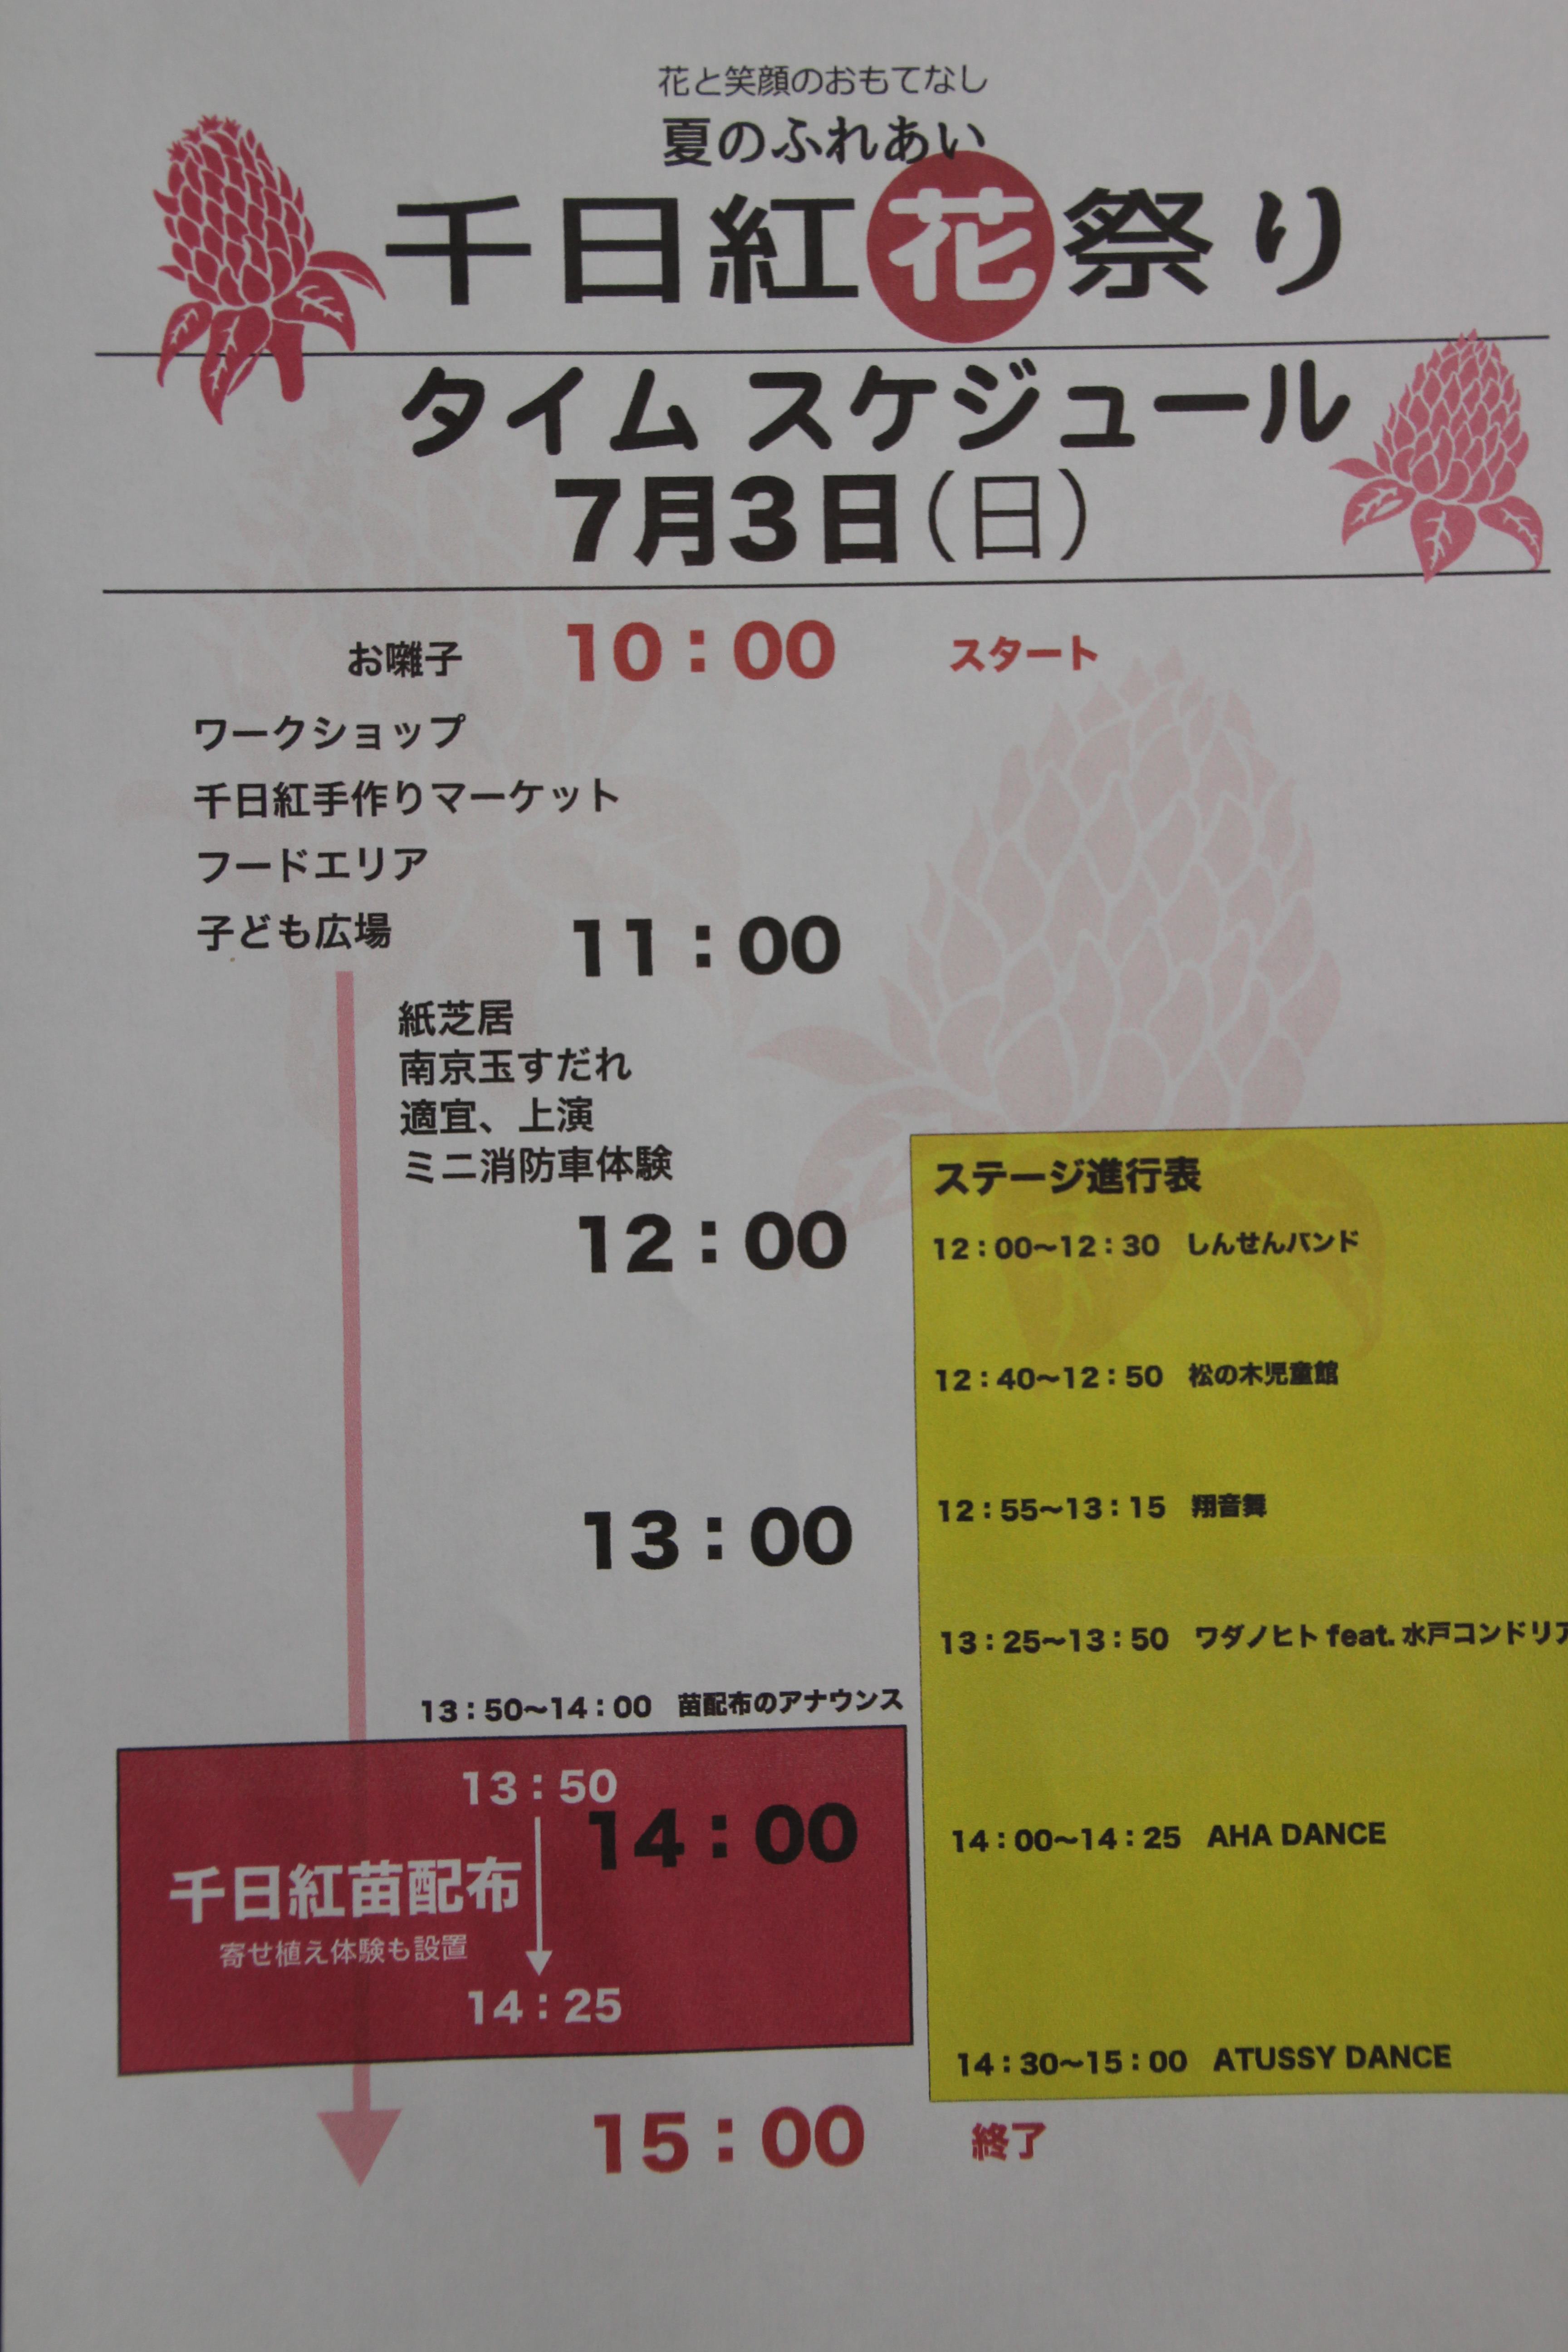 花と笑顔のおもてなし
夏のふれあい
千日紅花祭り
タイム スケジュール
7月3日(日)
お囃子 10:00 スタート
ワークショップ
千日紅手作りマーケット
フードエリア
子ども広場
11:00
紙芝居
南京玉すだれ
適宜、上演
ミニ消防車体験
12:00
13:00
13:50〜14:00 苗配布のアナウンス
13:50
14:00
千日紅苗配布
寄せ植え体験も設置
14:25
ステージ進行表
12:00〜12:30 しんせんバンド
12:40〜12:50 松の木児童館
12:55〜13:15 翔音舞
13:25〜13:50 ワダノヒト feat. 水戸コンドリア
14:00〜14:25 AHA DANCE
14:30〜15:00 ATUSSY DANCE
15:00 終了